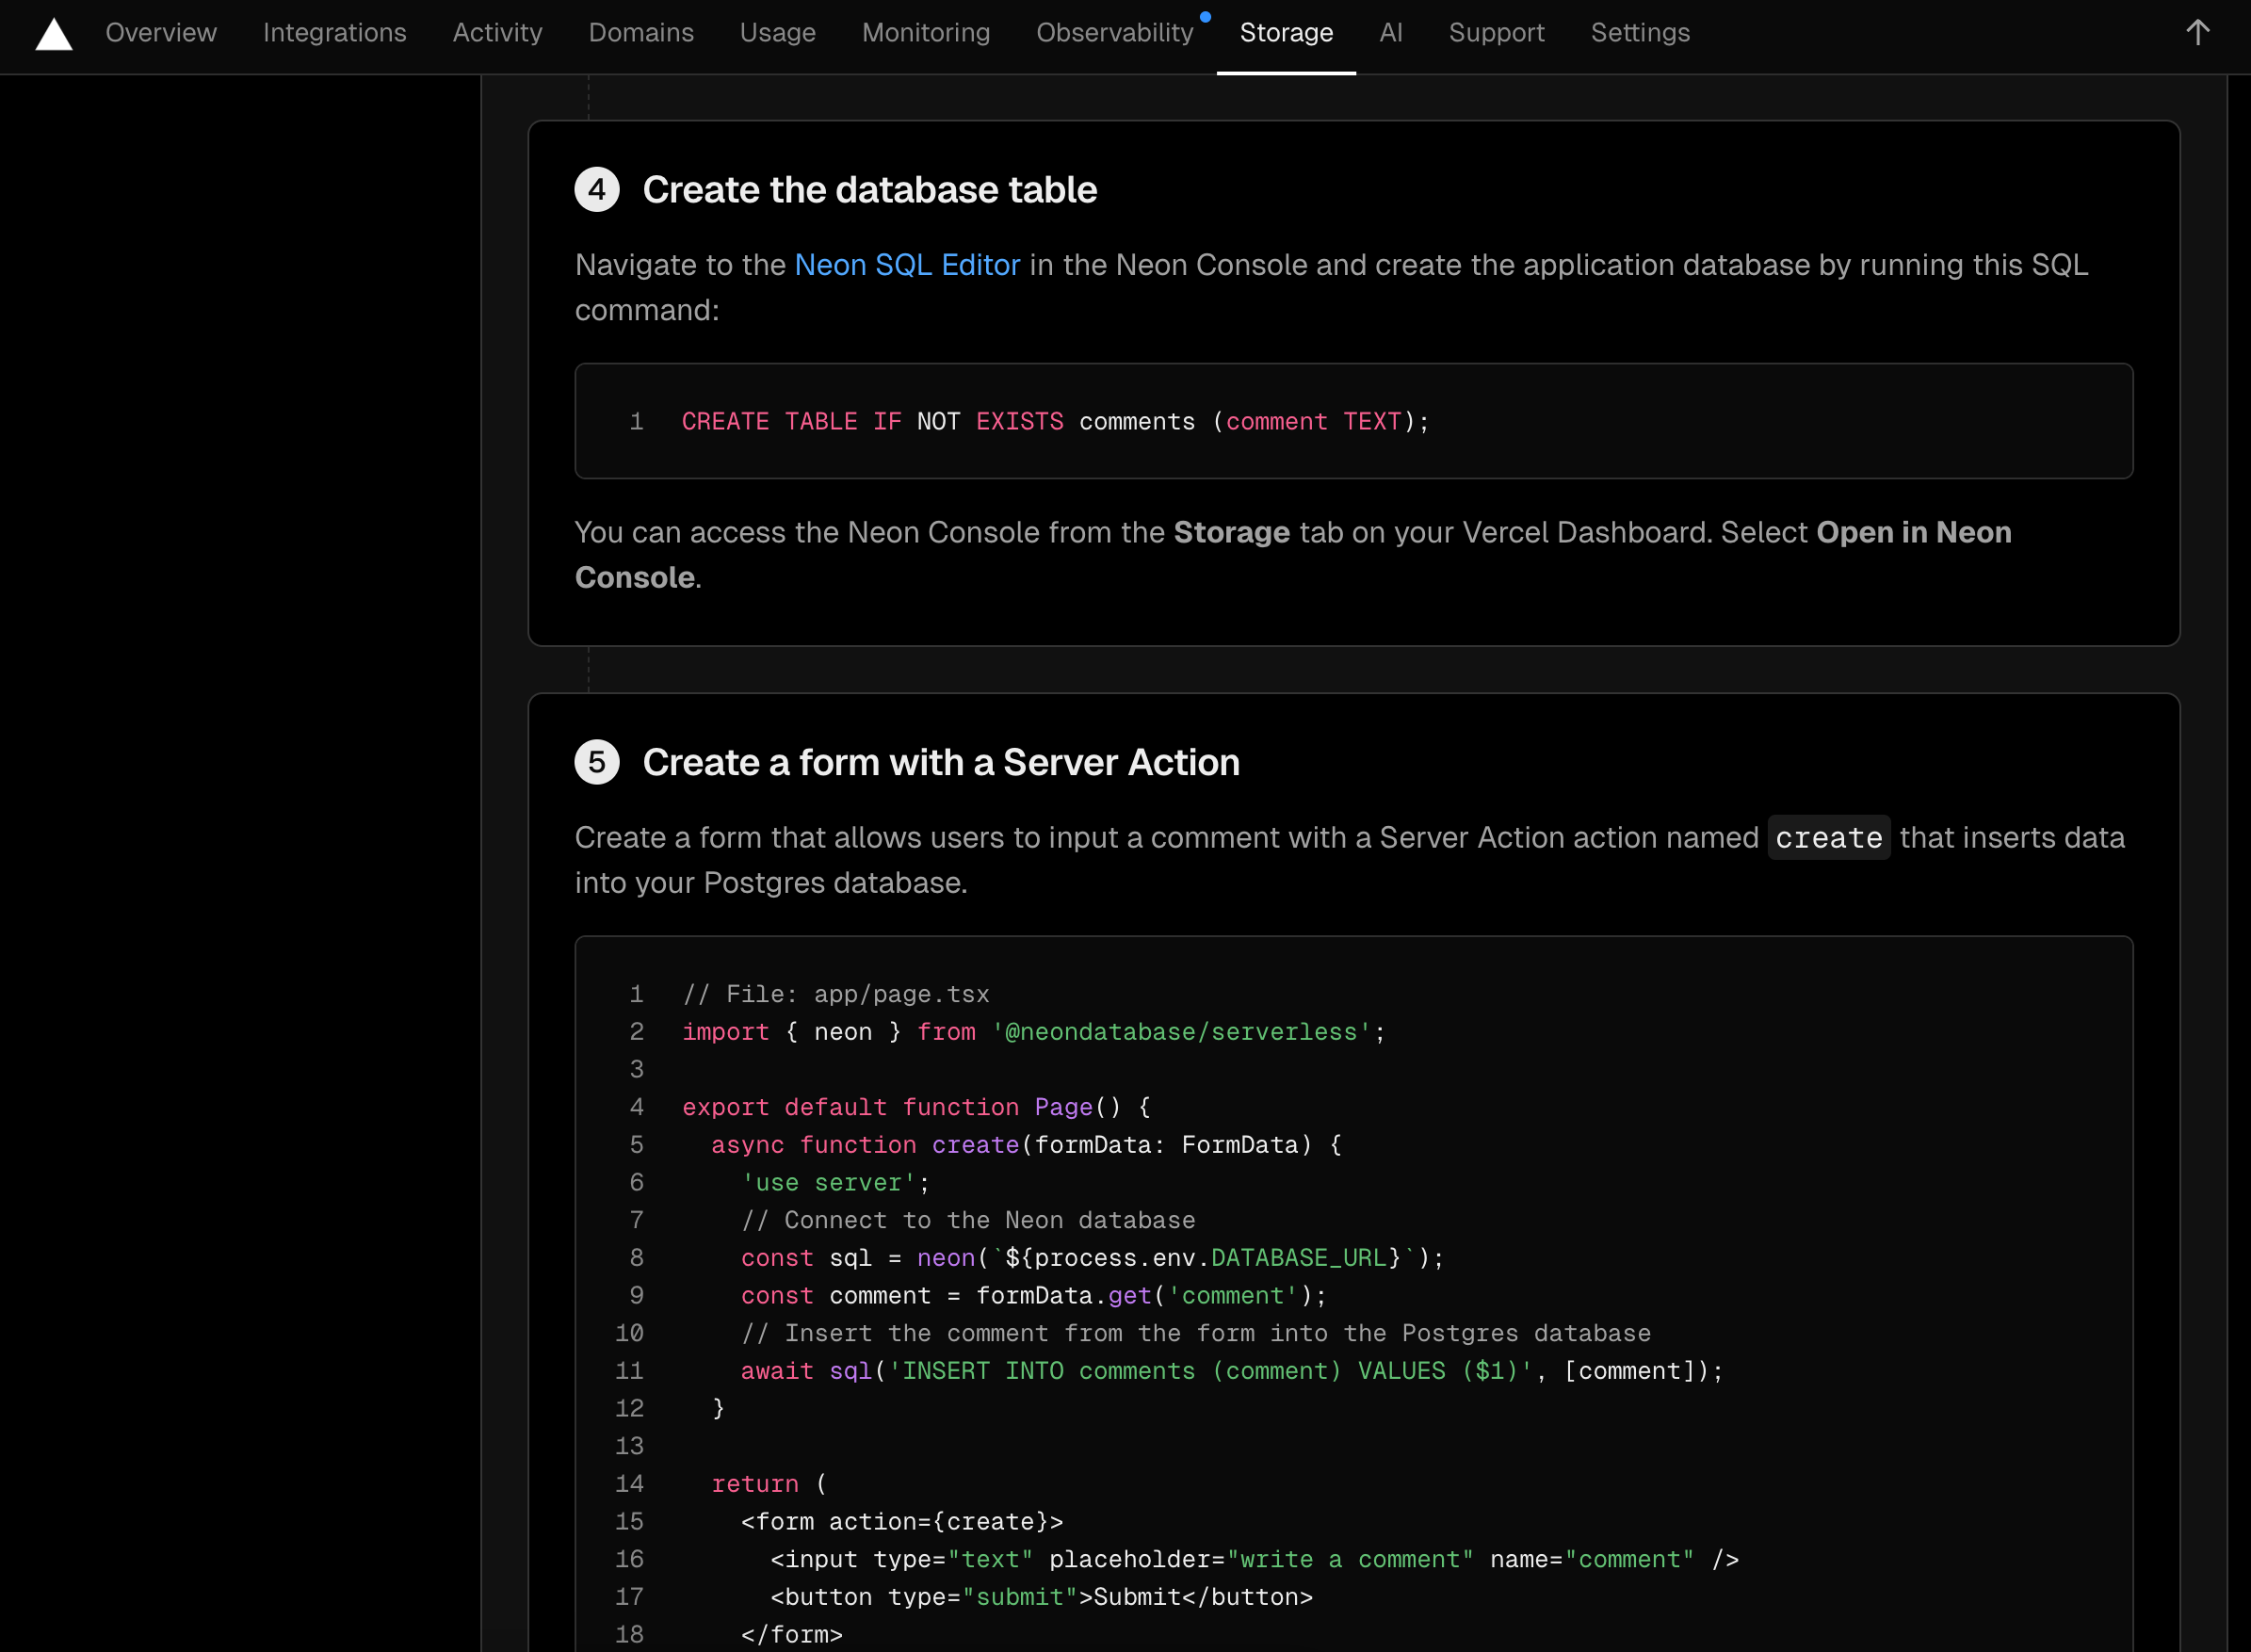 Overview Integrations Activity Domains Usage Monitoring Observability Storage AI Support Settings
4 Create the database table
Navigate to the Neon SQL Editor in the Neon Console and create the application database by running this SQL
command:
1 CREATE TABLE IF NOT EXISTS comments (comment TEXT);
You can access the Neon Console from the Storage tab on your Vercel Dashboard. Select Open in Neon
Console.
5 Create a form with a Server Action
Create a form that allows users to input a comment with a Server Action action named create that inserts data
into your Postgres database.
1 // File: app/page.tsx
2 import { neon } from '@neondatabase/serverless';
3
4 export default function Page() {
5   async function create(formData: FormData) {
6     'use server';
7     // Connect to the Neon database
8     const sql = neon(`${process.env.DATABASE_URL}`);
9     const comment = formData.get('comment');
10     // Insert the comment from the form into the Postgres database
11     await sql('INSERT INTO comments (comment) VALUES ($1)', [comment]);
12   }
13
14   return (
15     <form action={create}>
16       <input type="text" placeholder="write a comment" name="comment" />
17       <button type="submit">Submit</button>
18     </form>